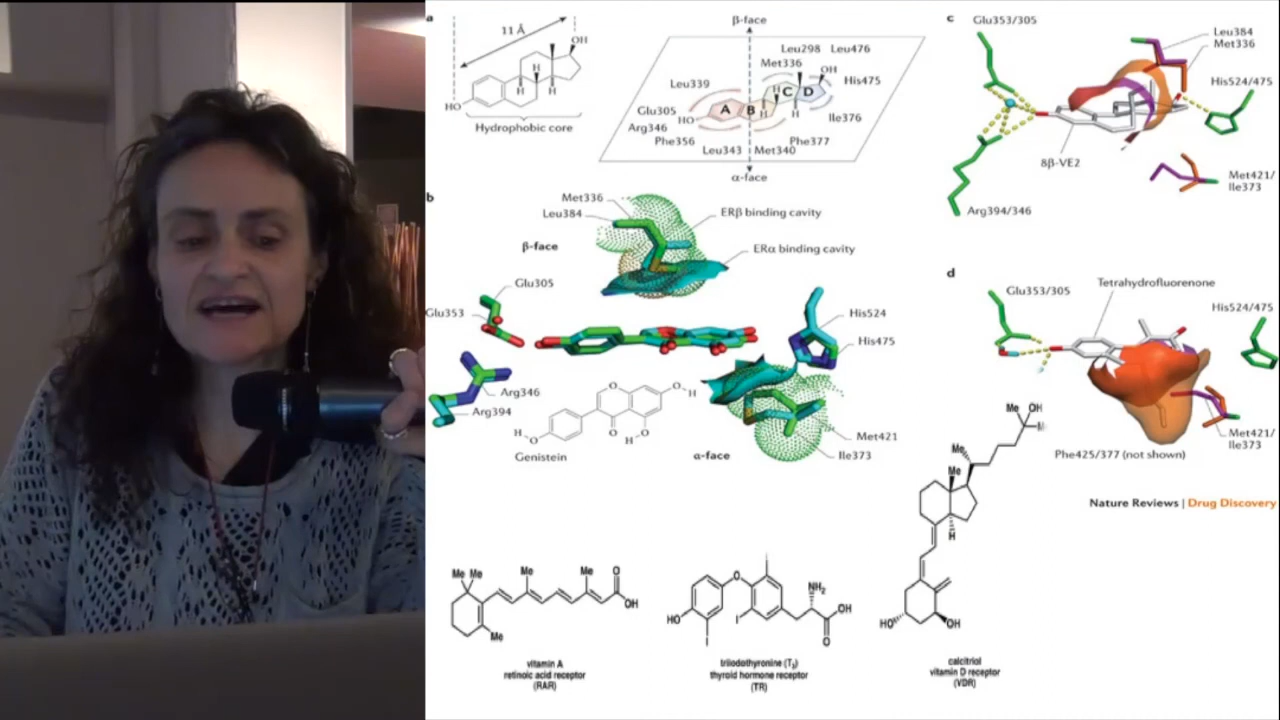 a
11 Å
OH
H
H
H
HO
Hydrophobic core
β-face
Leu298 Leu476
Met336
OH
His475
Leu339
H
C
D
A
B
H
H
Glu305
HO
Ile376
Arg346
Phe356
Phe377
Leu343
Met340
α-face
c
Glu353/305
Leu384
Met336
His524/475
8β-VE2
Met421/
Ile373
Arg394/346
b
Met336
Leu384
ERβ binding cavity
β-face
ERα binding cavity
Glu305
Glu353
His524
His475
Arg346
Arg394
O
O
H
O
O
H
O
H
Genistein
α-face
Met421
Ile373
d
Tetrahydrofluorenone
Glu353/305
His524/475
Met421/
Ile373
Phe425/377 (not shown)
Nature Reviews | Drug Discovery
Me OH
Me
Me
H
HO
OH
calcitriol
vitamin D receptor
(VDR)
Me Me
Me
Me
O
OH
Me
vitamin A
retinoic acid receptor
(RAR)
I
O
NH2
OH
HO
I
I
O
triiodothyronine (T3)
thyroid hormone receptor
(TR)